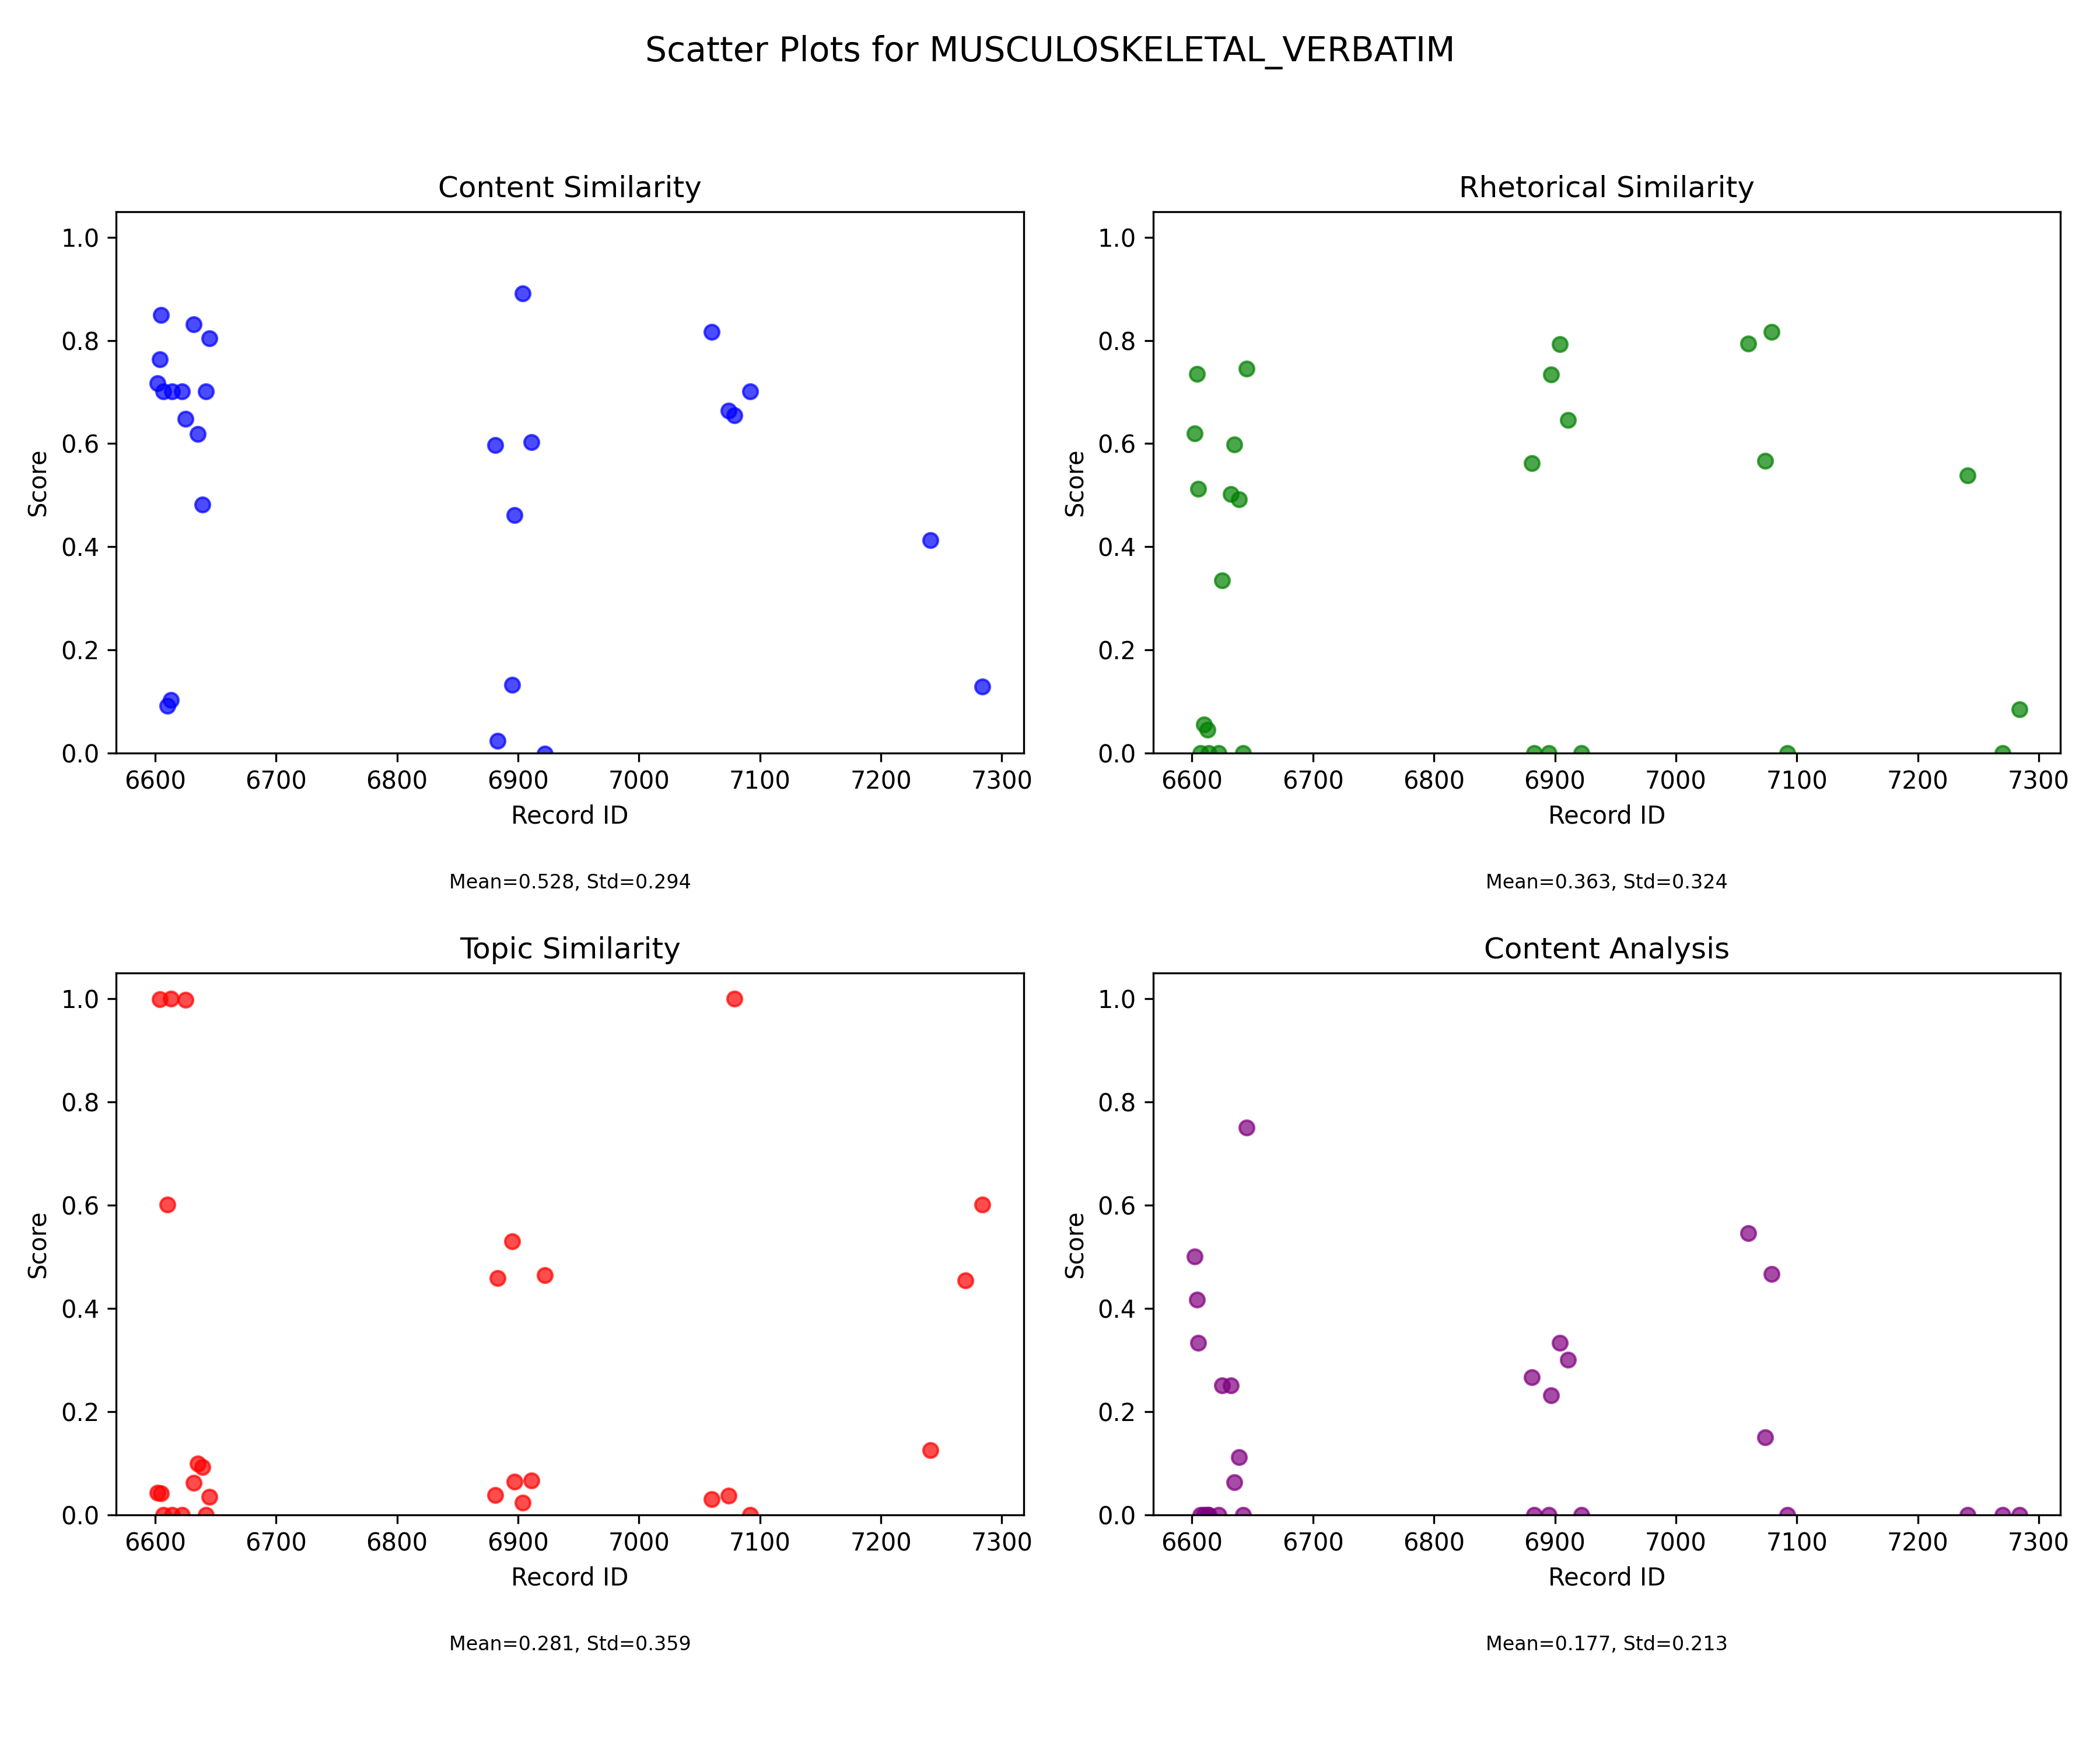 Scatter Plots for MUSCULOSKELETAL_VERBATIM
Content Similarity
1.0
0.8
0.6
0.4
0.2
0.0
Score
6600 6700 6800 6900 7000 7100 7200 7300
Record ID
Mean=0.528, Std=0.294
Rhetorical Similarity
1.0
0.8
0.6
0.4
0.2
0.0
Score
6600 6700 6800 6900 7000 7100 7200 7300
Record ID
Mean=0.363, Std=0.324
Topic Similarity
1.0
0.8
0.6
0.4
0.2
0.0
Score
6600 6700 6800 6900 7000 7100 7200 7300
Record ID
Mean=0.281, Std=0.359
Content Analysis
1.0
0.8
0.6
0.4
0.2
0.0
Score
6600 6700 6800 6900 7000 7100 7200 7300
Record ID
Mean=0.177, Std=0.213